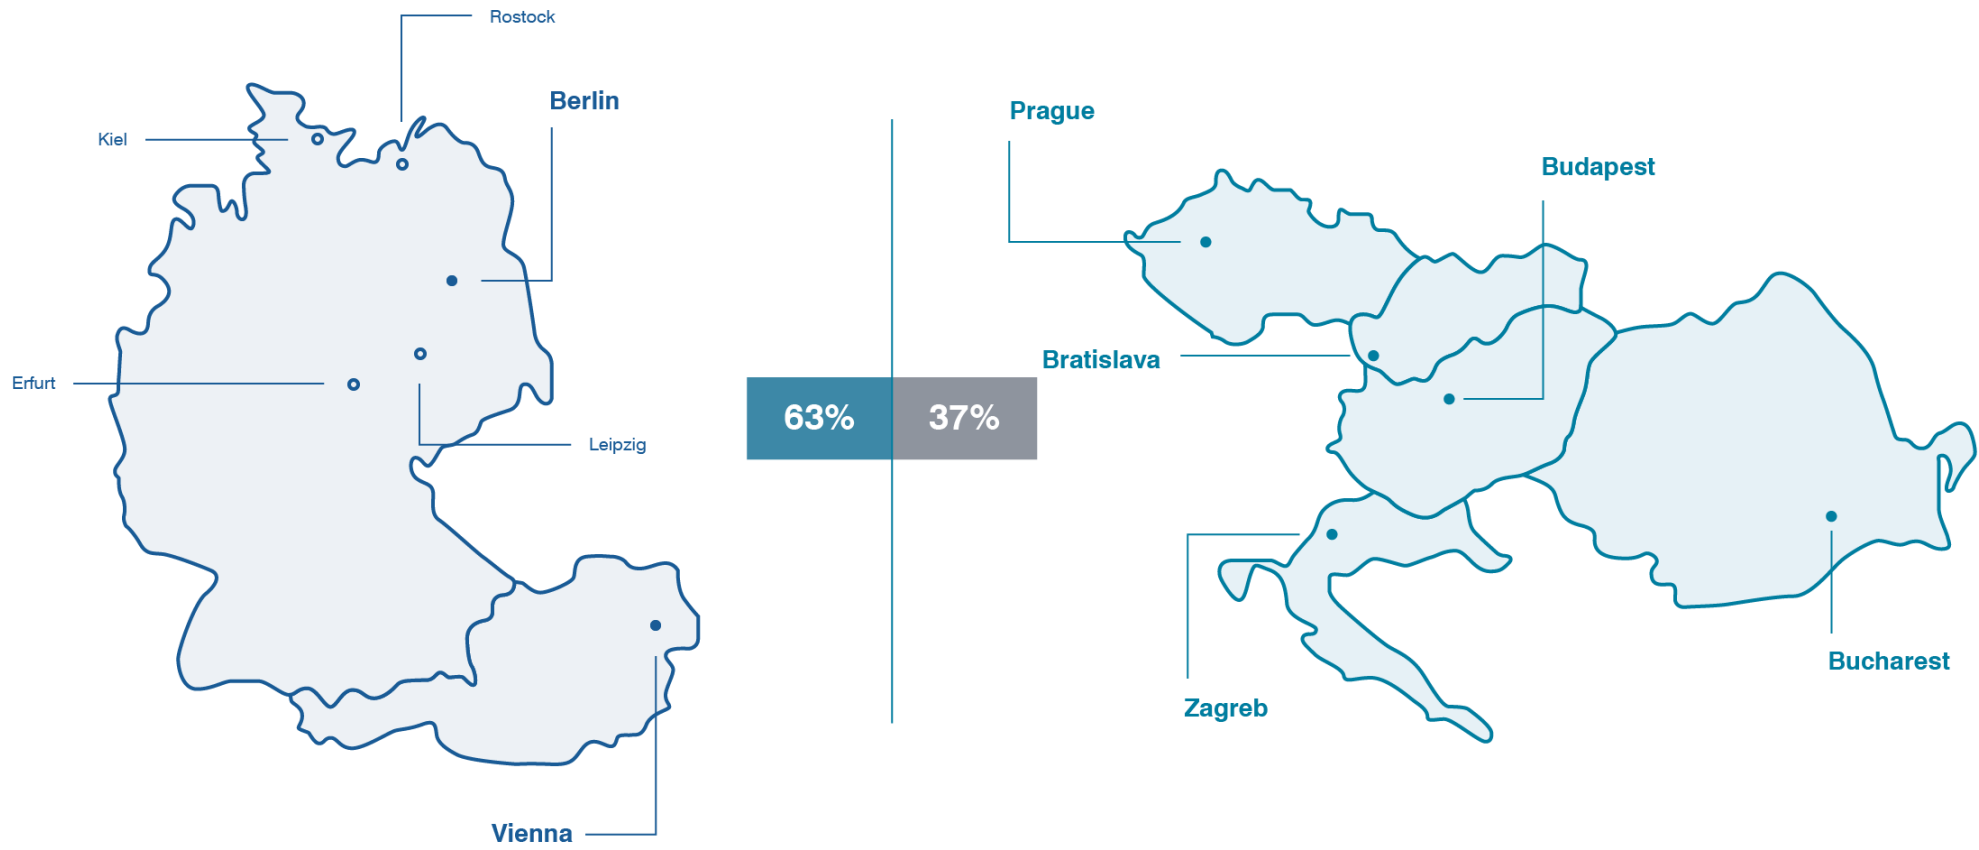 Rostock
Berlin
Kiel
Erfurt
Leipzig
Vienna
63%
37%
Prague
Budapest
Bratislava
Zagreb
Bucharest